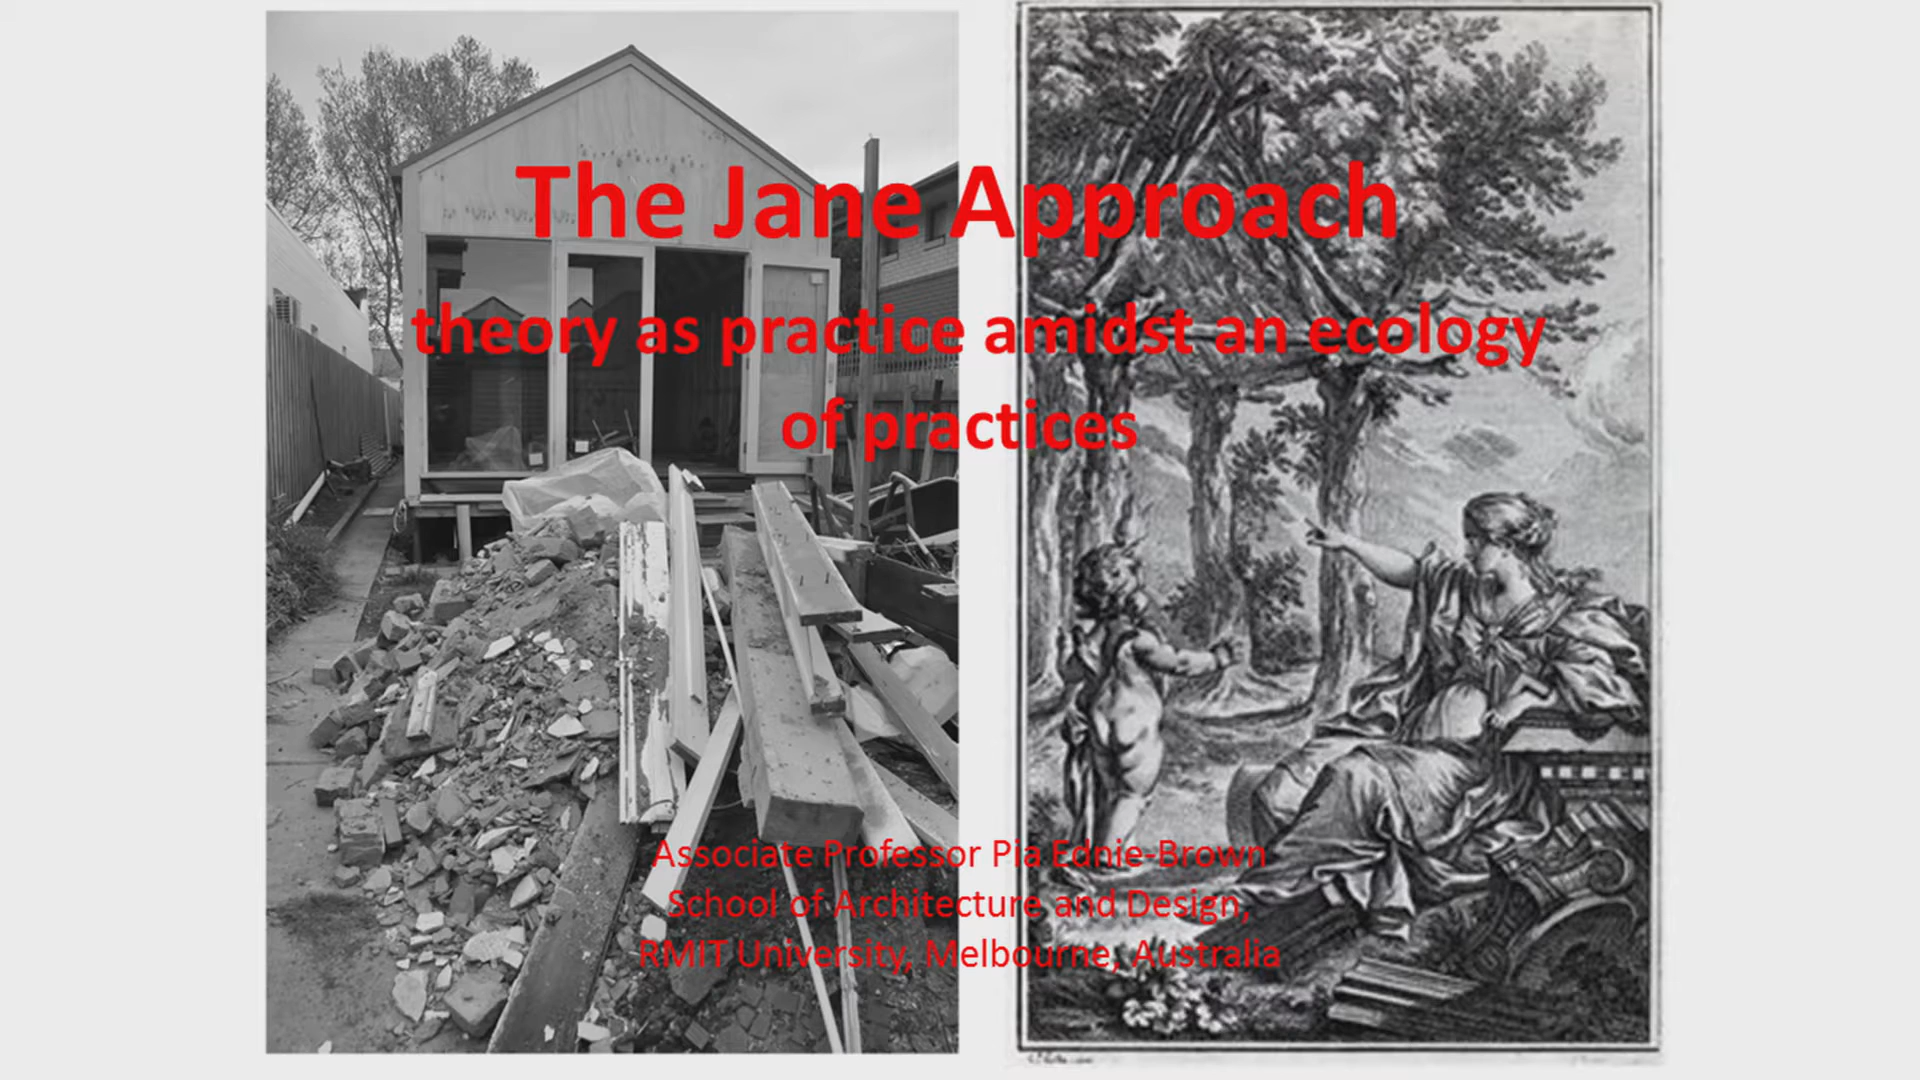 The Jane Approach
theory as practice amidst an ecology
of practices
Associate Professor Pia Ednie-Brown
School of Architecture and Design,
RMIT University, Melbourne, Australia